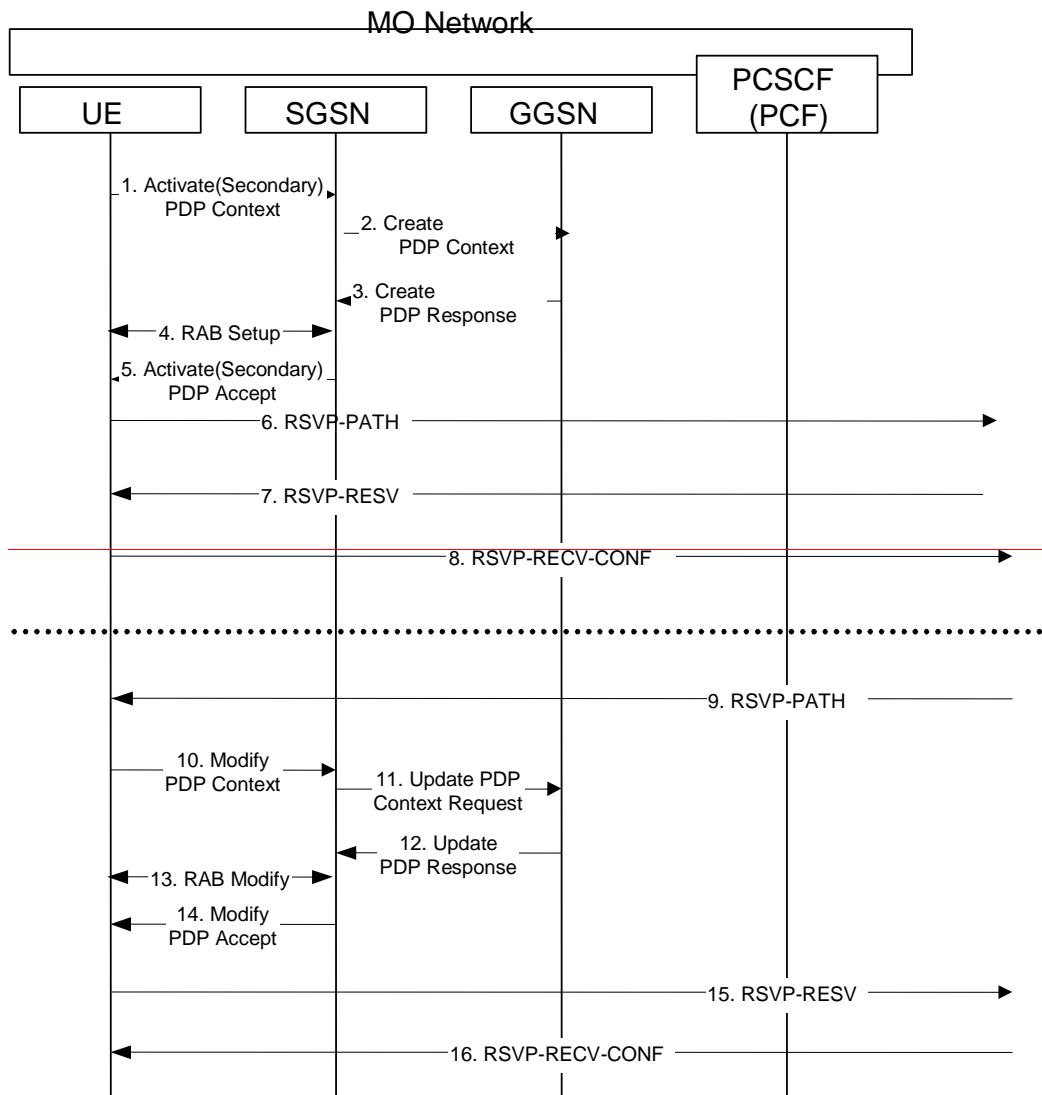 MO Network
UE
SGSN
GGSN
PCSCF
(PCF)
1. Activate(Secondary)
PDP Context
2. Create
PDP Context
3. Create
PDP Response
4. RAB Setup
5. Activate(Secondary)
PDP Accept
6. RSVP-PATH
7. RSVP-RESV
8. RSVP-RECV-CONF
9. RSVP-PATH
10. Modify
PDP Context
11. Update PDP
Context Request
12. Update
PDP Response
13. RAB Modify
14. Modify
PDP Accept
15. RSVP-RESV
16. RSVP-RECV-CONF